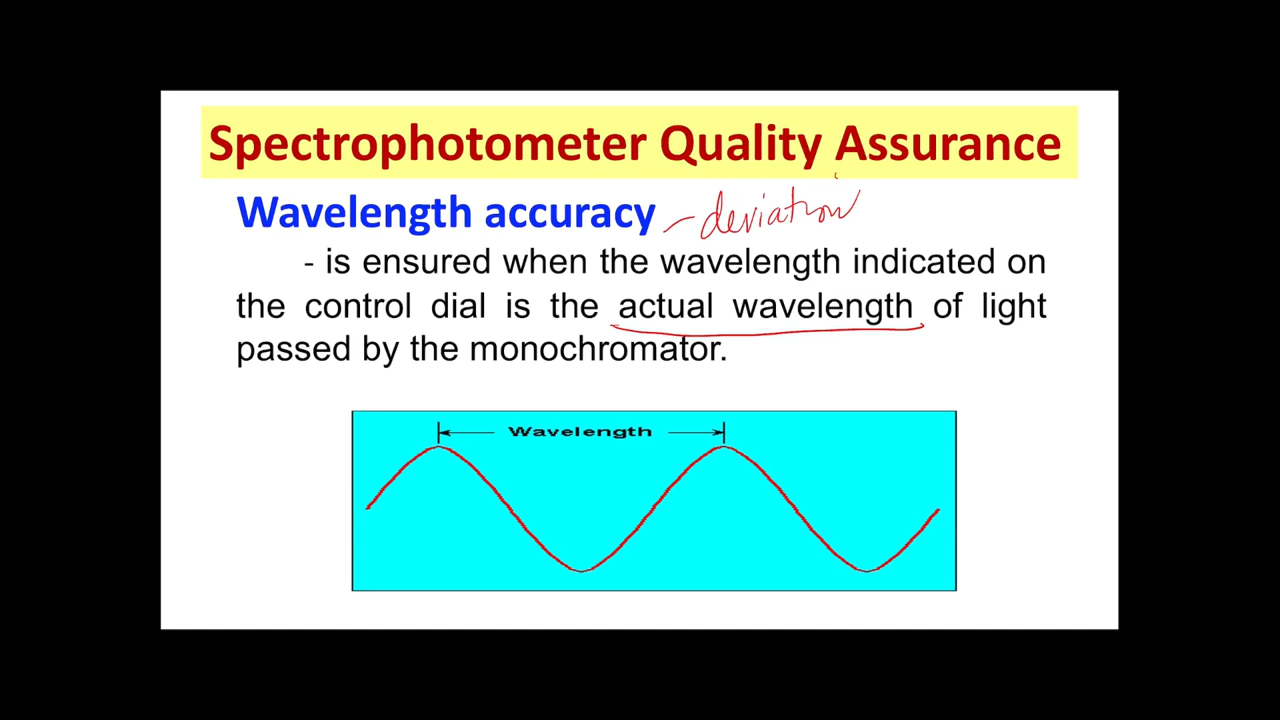 Spectrophotometer Quality Assurance
Wavelength accuracy - deviation
- is ensured when the wavelength indicated on
the control dial is the actual wavelength of light
passed by the monochromator.
Wavelength